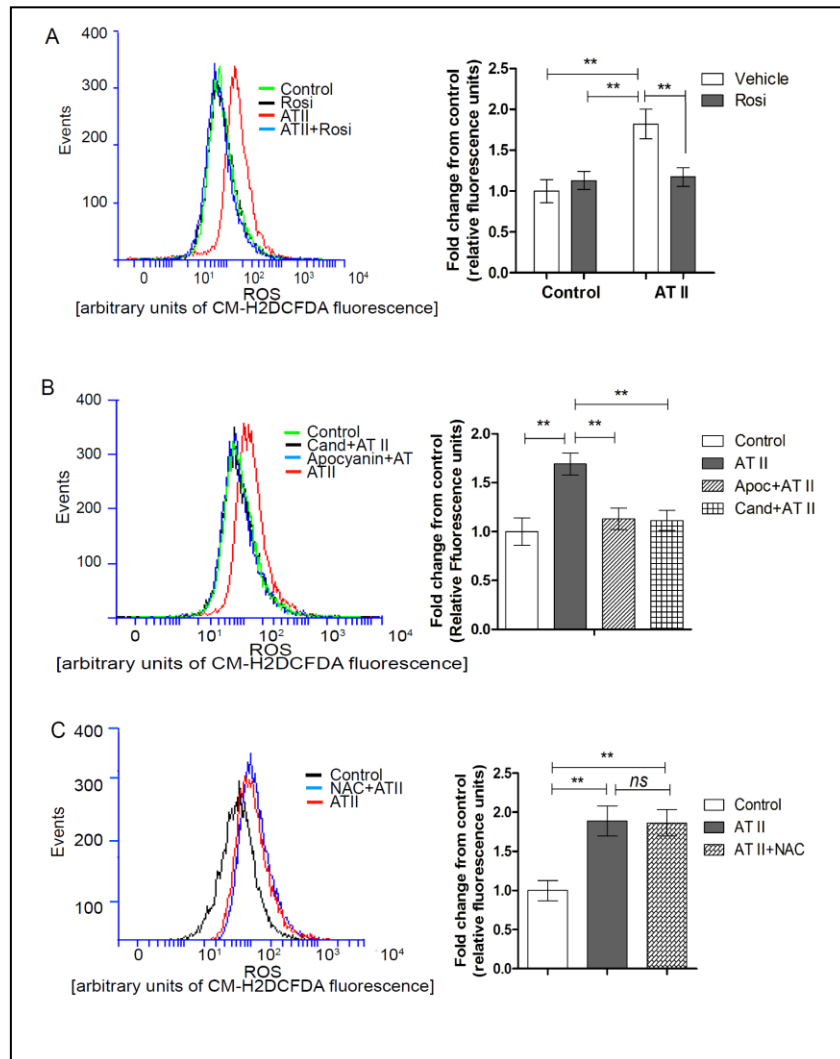 A
400
300
200
100
Events
Control
Rosi
ATII
ATII+Rosi
0 10¹ 10² 10³ 10⁴
ROS
[arbitrary units of CM-H2DCFDA fluorescence]
Fold change from control
(relative fluorescence units)
2.5
2.0
1.5
1.0
0.5
0.0
**
** **
Vehicle
Rosi
Control AT II
B
400
300
200
100
Events
Control
Cand+AT II
Apocyanin+AT
ATII
0 10¹ 10² 10³ 10⁴
ROS
[arbitrary units of CM-H2DCFDA fluorescence]
Fold change from control
(Relative Ffuorescence units)
2.0
1.5
1.0
0.5
0.0
**
** **
Control
AT II
Apoc+AT II
Cand+AT II
C
400
300
200
100
Events
Control
NAC+ATII
ATII
0 10¹ 10² 10³ 10⁴
ROS
[arbitrary units of CM-H2DCFDA fluorescence]
Fold change from control
(relative fluorescence units)
2.5
2.0
1.5
1.0
0.5
0.0
**
** ns
Control
AT II
AT II+NAC